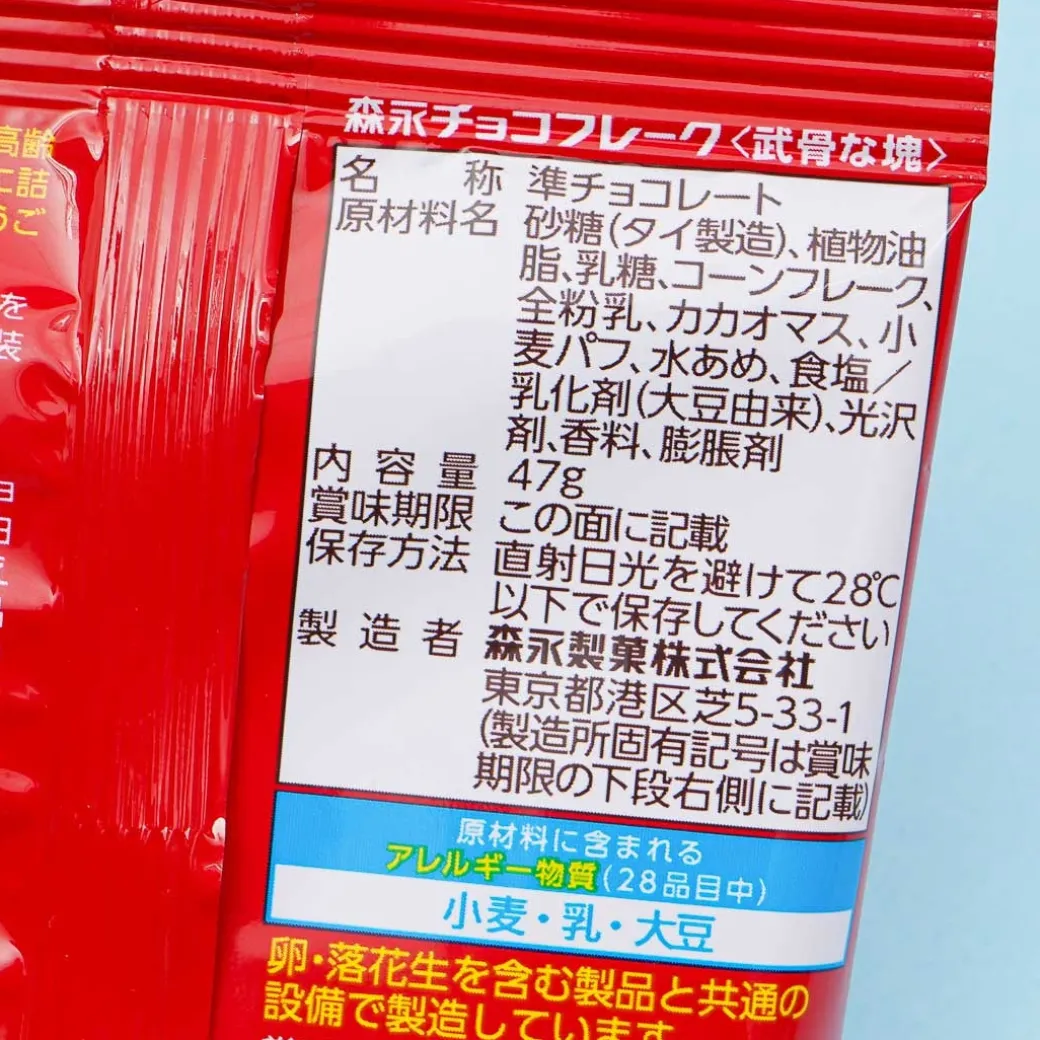 森永チョコフレーク〈武骨な塊〉
名称 準チョコレート
原材料名 砂糖(タイ製造)、植物油
脂、乳糖、コーンフレーク、
全粉乳、カカオマス、小
麦パフ、水あめ、食塩／
乳化剤(大豆由来)、光沢
剤、香料、膨脹剤
内容量 47g
賞味期限 この面に記載
保存方法 直射日光を避けて28℃
以下で保存してください
製造者 森永製菓株式会社
東京都港区芝5-33-1
(製造所固有記号は賞味
期限の下段右側に記載)
原材料に含まれる
アレルギー物質(28品目中)
小麦・乳・大豆
卵・落花生を含む製品と共通の
設備で製造しています
高齢
に詰
うご
を
装
日